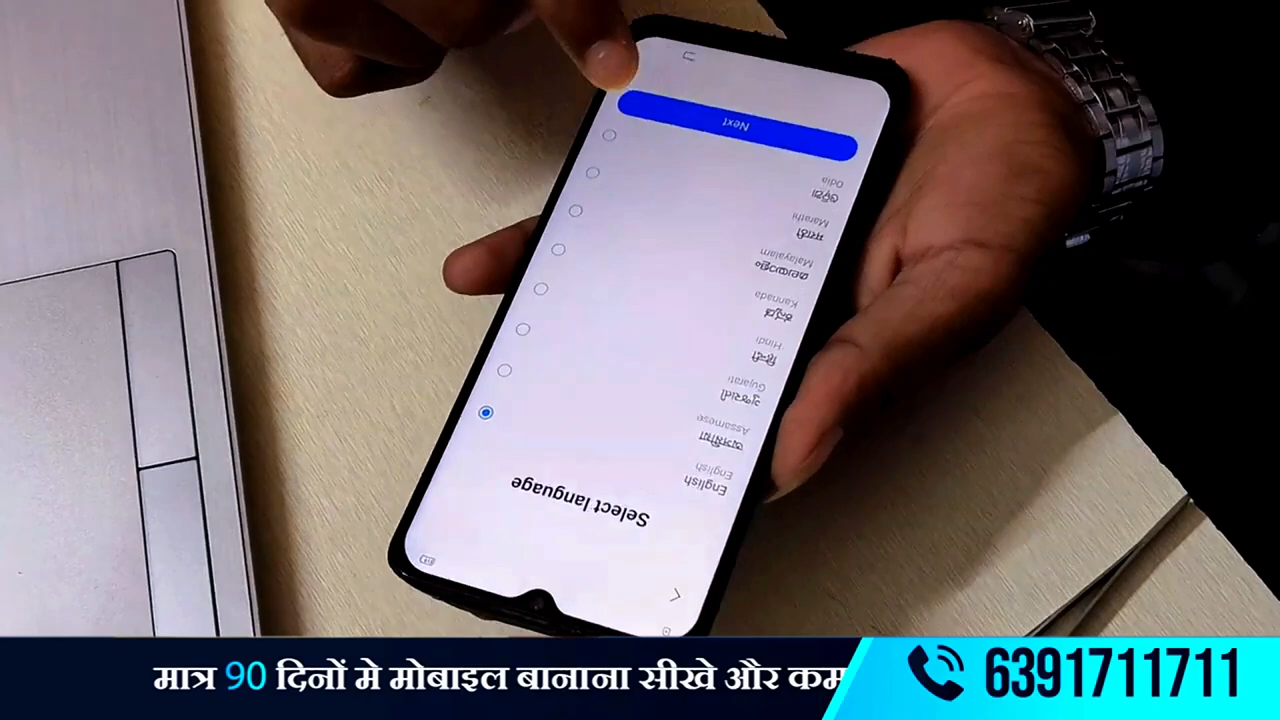 Select language
English
English
অসমীয়া
Assamese
ગુજરાતી
Gujarati
हिन्दी
Hindi
ಕನ್ನಡ
Kannada
മലയാളം
Malayalam
मराठी
Marathi
ଓଡ଼ିଆ
Odia
Next
मात्र 90 दिनों मे मोबाइल बानाना सीखे और कम
6391711711